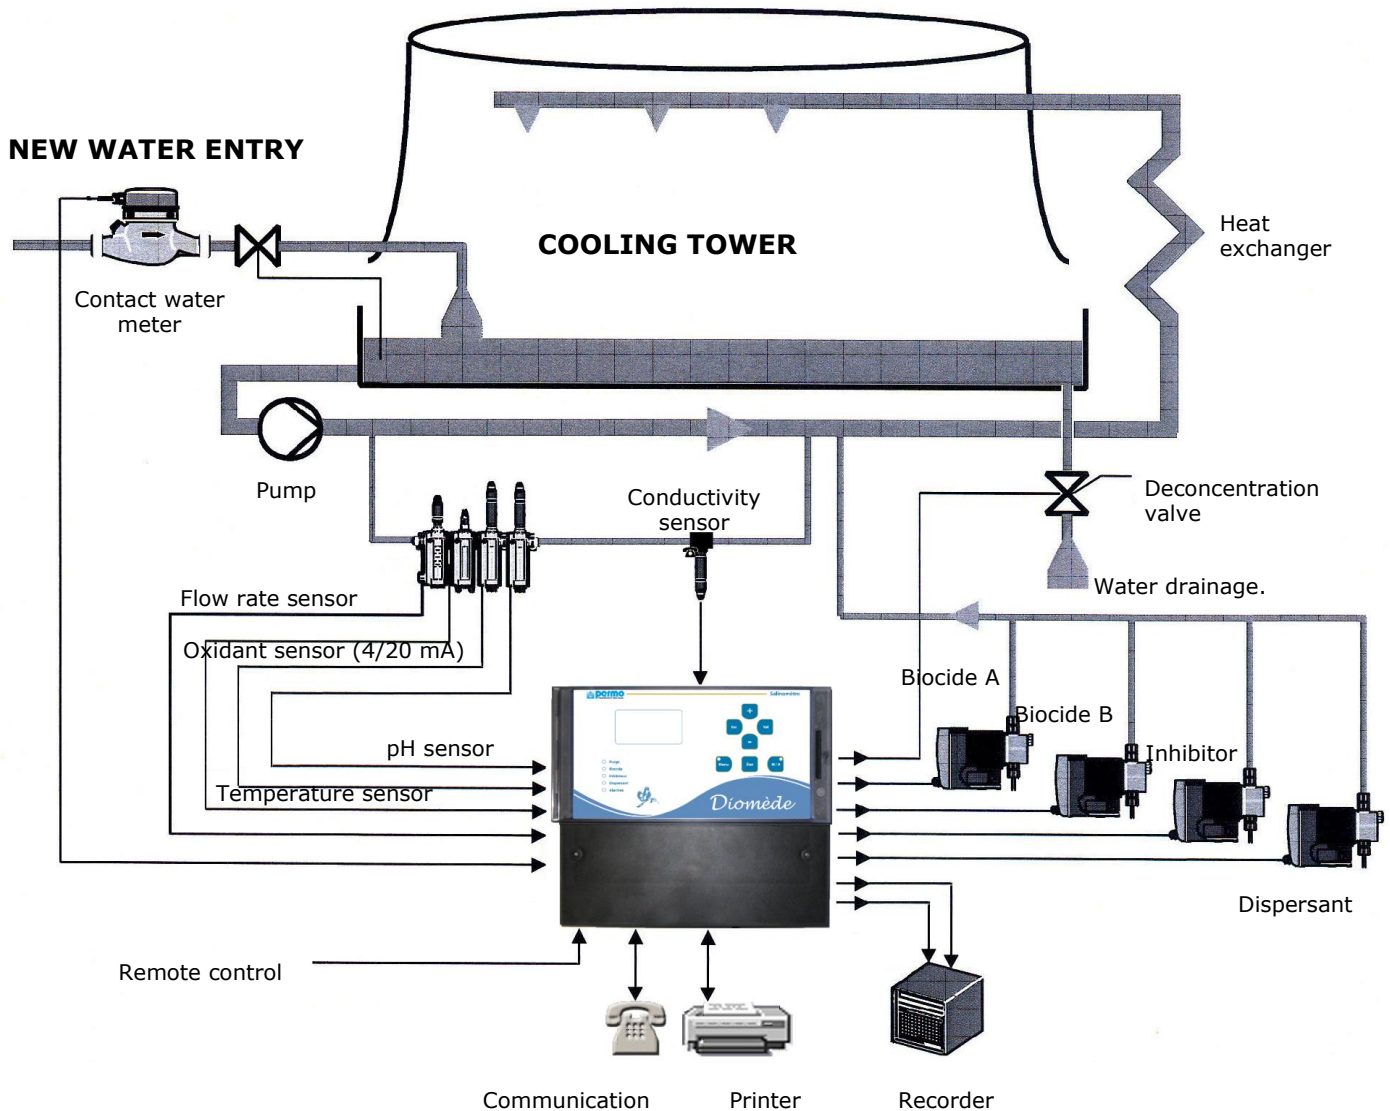 NEW WATER ENTRY
COOLING TOWER
Heat
exchanger
Contact water
meter
Pump
Conductivity
sensor
Deconcentration
valve
Water drainage.
Flow rate sensor
Oxidant sensor (4/20 mA)
Biocide A
Biocide B
Inhibitor
pH sensor
Temperature sensor
permo
Diomède
Dispersant
Remote control
Communication
Printer
Recorder